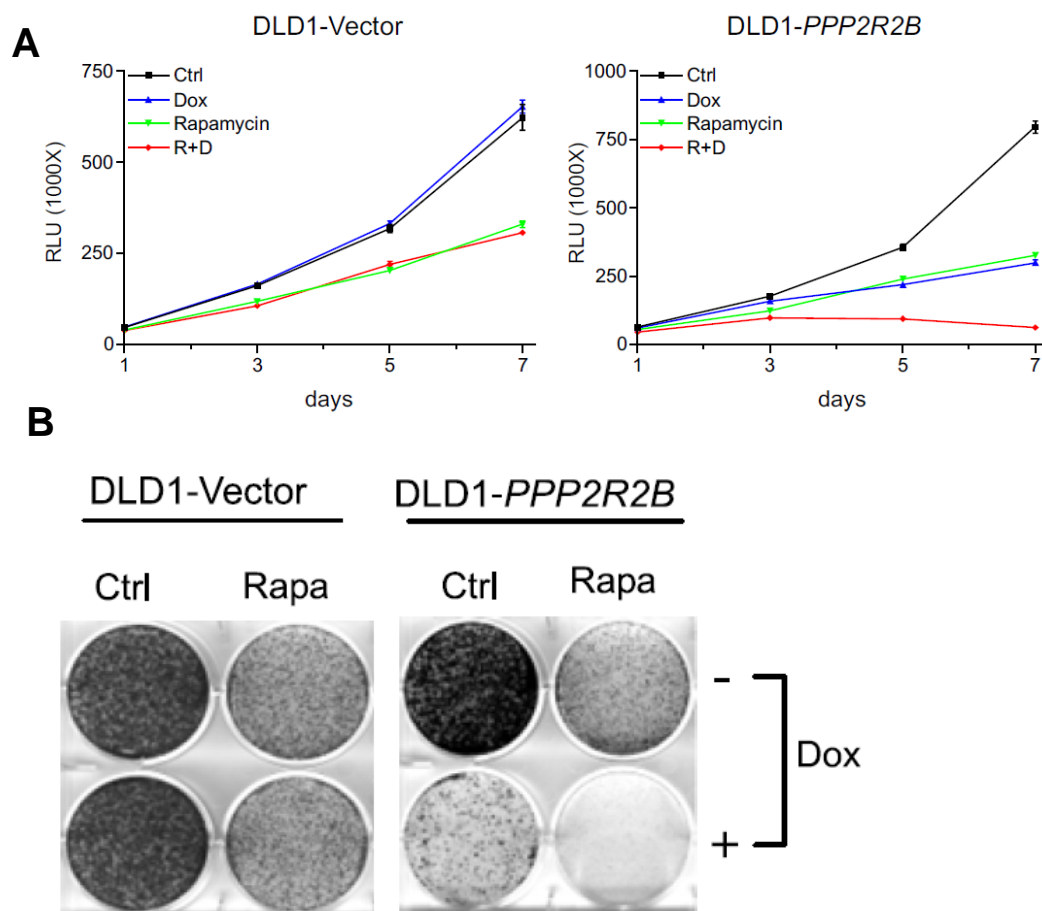 A
DLD1-Vector
750
500
250
0
RLU (1000X)
Ctrl
Dox
Rapamycin
R+D
1 3 5 7
days
DLD1-PPP2R2B
1000
750
500
250
0
RLU (1000X)
Ctrl
Dox
Rapamycin
R+D
1 3 5 7
days
B
DLD1-Vector DLD1-PPP2R2B
Ctrl Rapa Ctrl Rapa
-
Dox
+